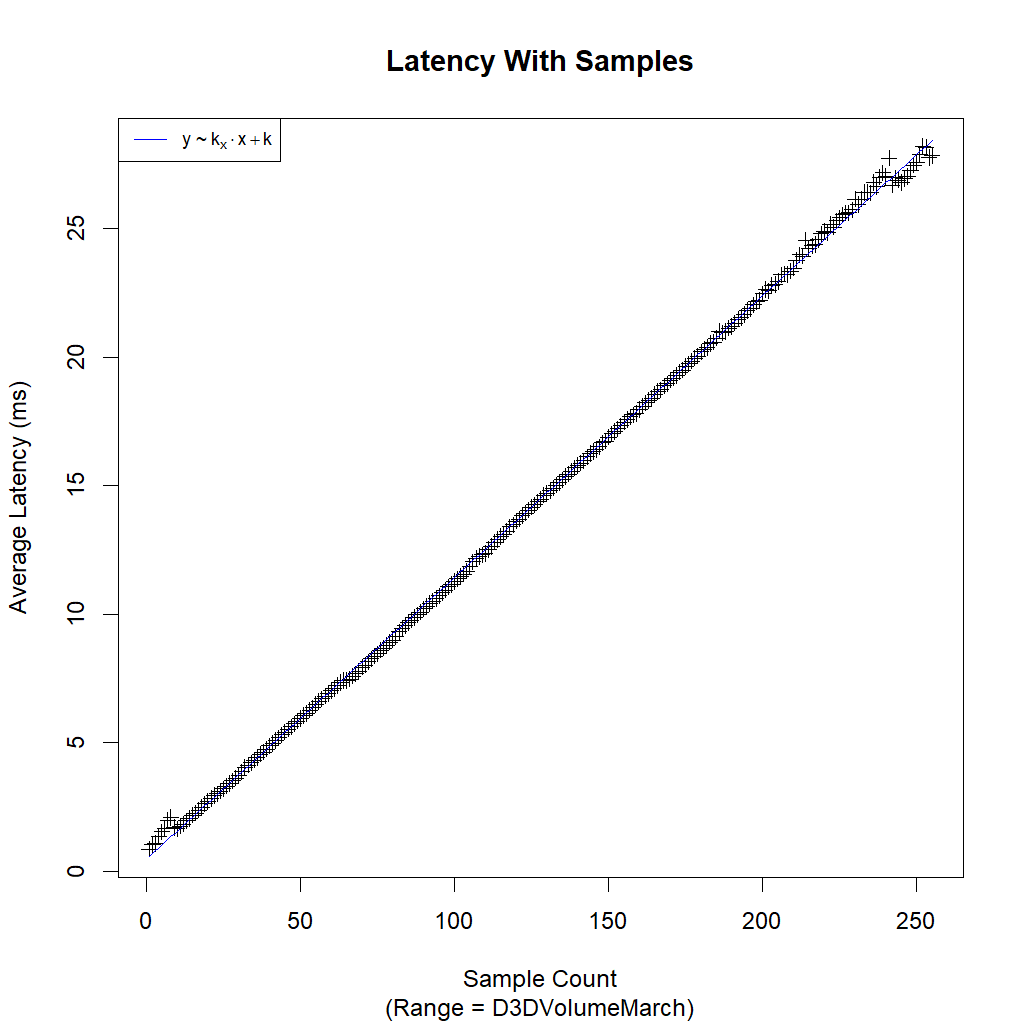 Latency With Samples
y ~ kx · x + k
Average Latency (ms)
25
20
15
10
5
0
0 50 100 150 200 250
Sample Count
(Range = D3DVolumeMarch)